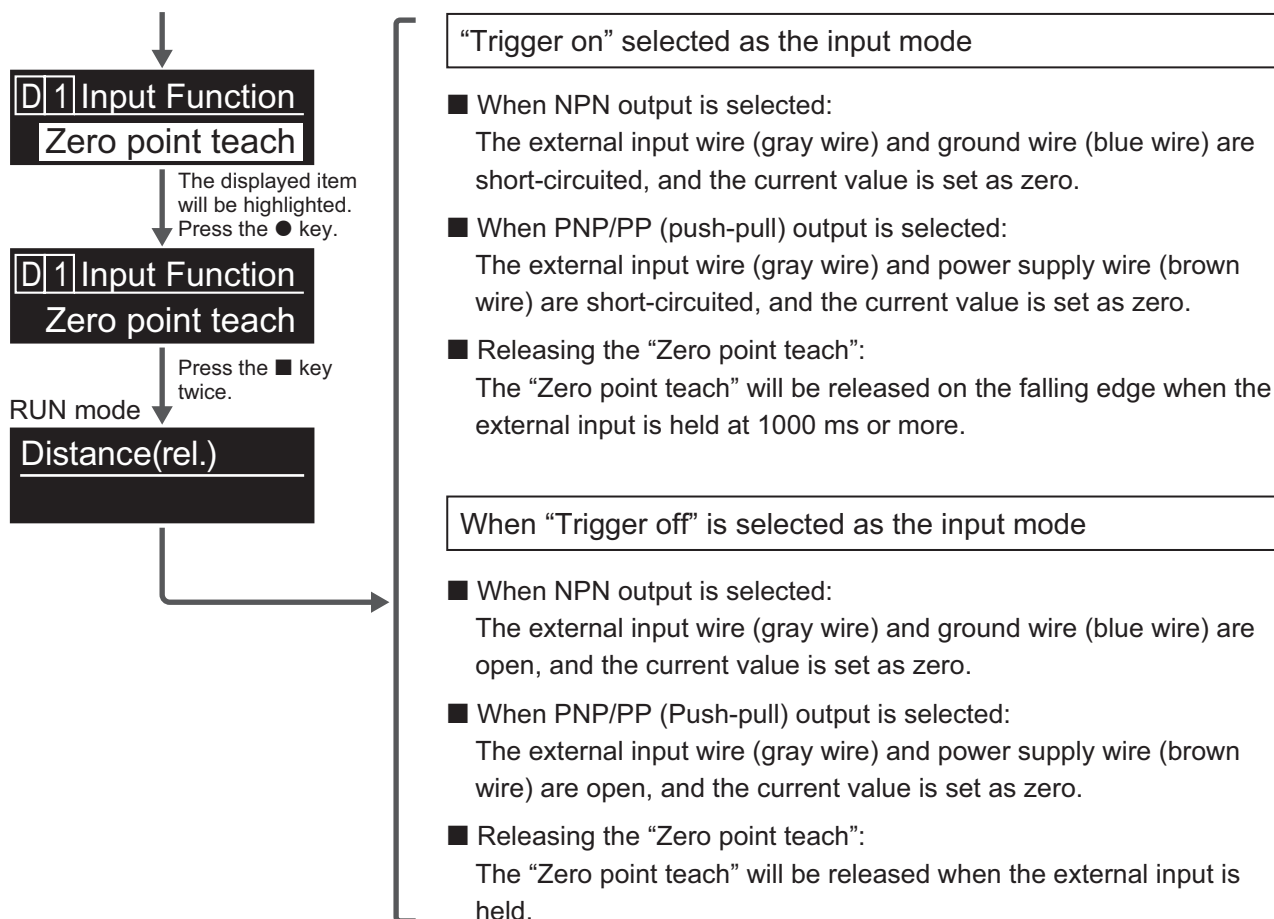 D 1 Input Function
Zero point teach
The displayed item
will be highlighted.
Press the ● key.
D 1 Input Function
Zero point teach
Press the ■ key
twice.
RUN mode
Distance(rel.)
“Trigger on” selected as the input mode
■ When NPN output is selected:
The external input wire (gray wire) and ground wire (blue wire) are
short-circuited, and the current value is set as zero.
■ When PNP/PP (push-pull) output is selected:
The external input wire (gray wire) and power supply wire (brown
wire) are short-circuited, and the current value is set as zero.
■ Releasing the “Zero point teach”:
The “Zero point teach” will be released on the falling edge when the
external input is held at 1000 ms or more.
When “Trigger off” is selected as the input mode
■ When NPN output is selected:
The external input wire (gray wire) and ground wire (blue wire) are
open, and the current value is set as zero.
■ When PNP/PP (Push-pull) output is selected:
The external input wire (gray wire) and power supply wire (brown
wire) are open, and the current value is set as zero.
■ Releasing the “Zero point teach”:
The “Zero point teach” will be released when the external input is
held.